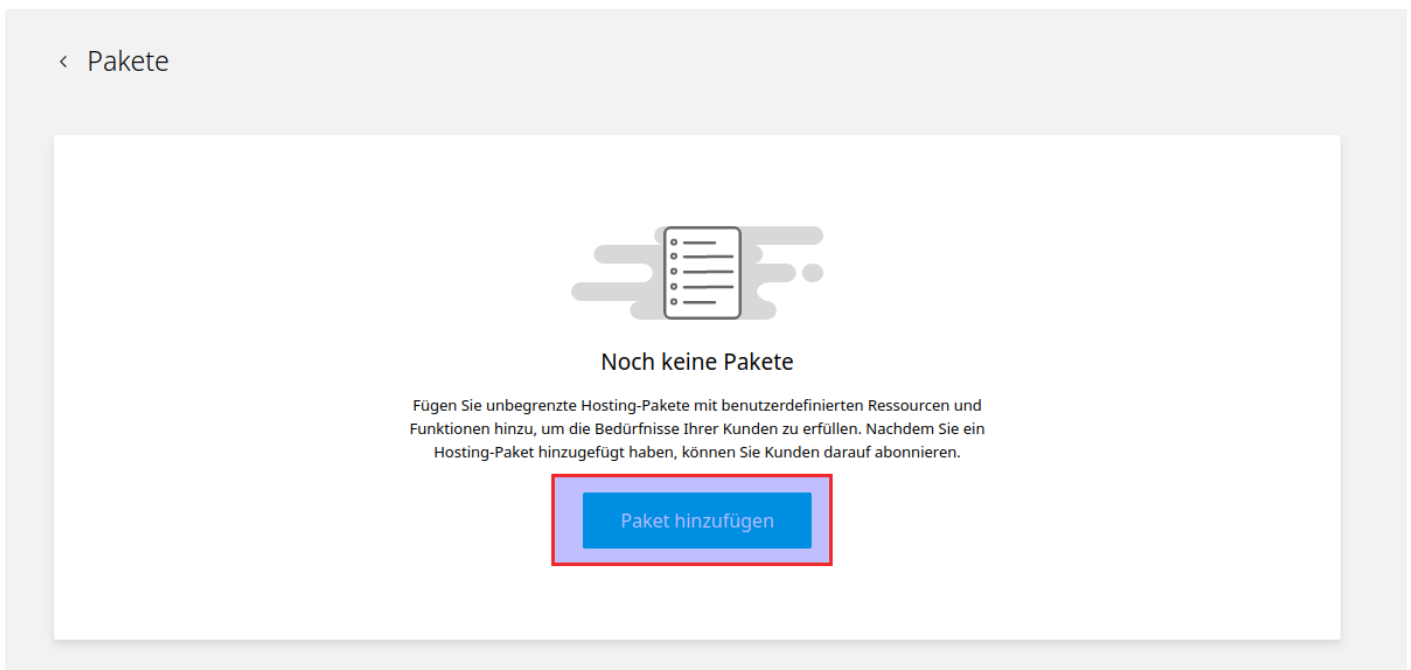 Pakete
Noch keine Pakete
Fügen Sie unbegrenzte Hosting-Pakete mit benutzerdefinierten Ressourcen und
Funktionen hinzu, um die Bedürfnisse Ihrer Kunden zu erfüllen. Nachdem Sie ein
Hosting-Paket hinzugefügt haben, können Sie Kunden darauf abonnieren.
Paket hinzufügen